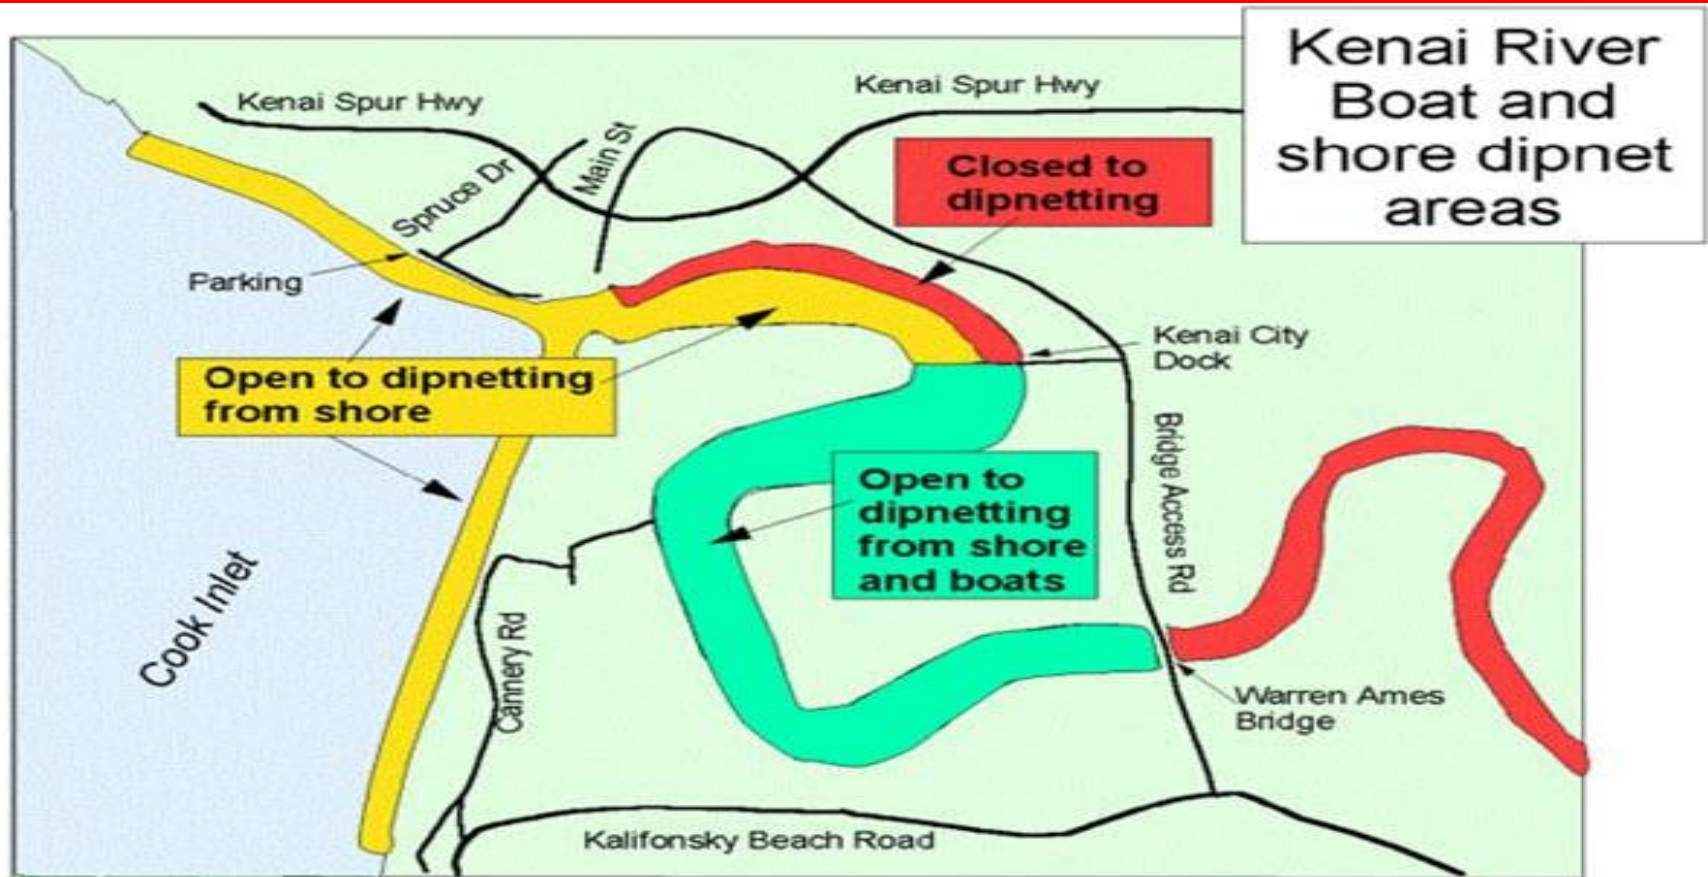 Kenai River
Boat and
shore dipnet
areas
Kenai Spur Hwy
Kenai Spur Hwy
Main St
Spruce Dr
Closed to
dipnetting
Parking
Kenai City
Dock
Open to dipnetting
from shore
Bridge Access Rd
Open to
dipnetting
from shore
and boats
Cook Inlet
Cannery Rd
Warren Ames
Bridge
Kalifonsky Beach Road